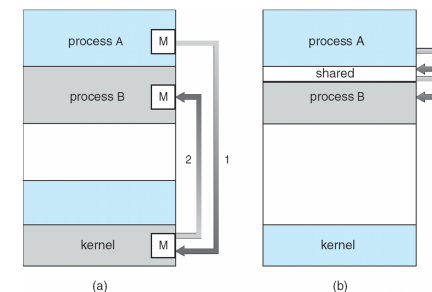 process A M
process B M
2 1
kernel M
(a)
process A
shared
process B
kernel
(b)